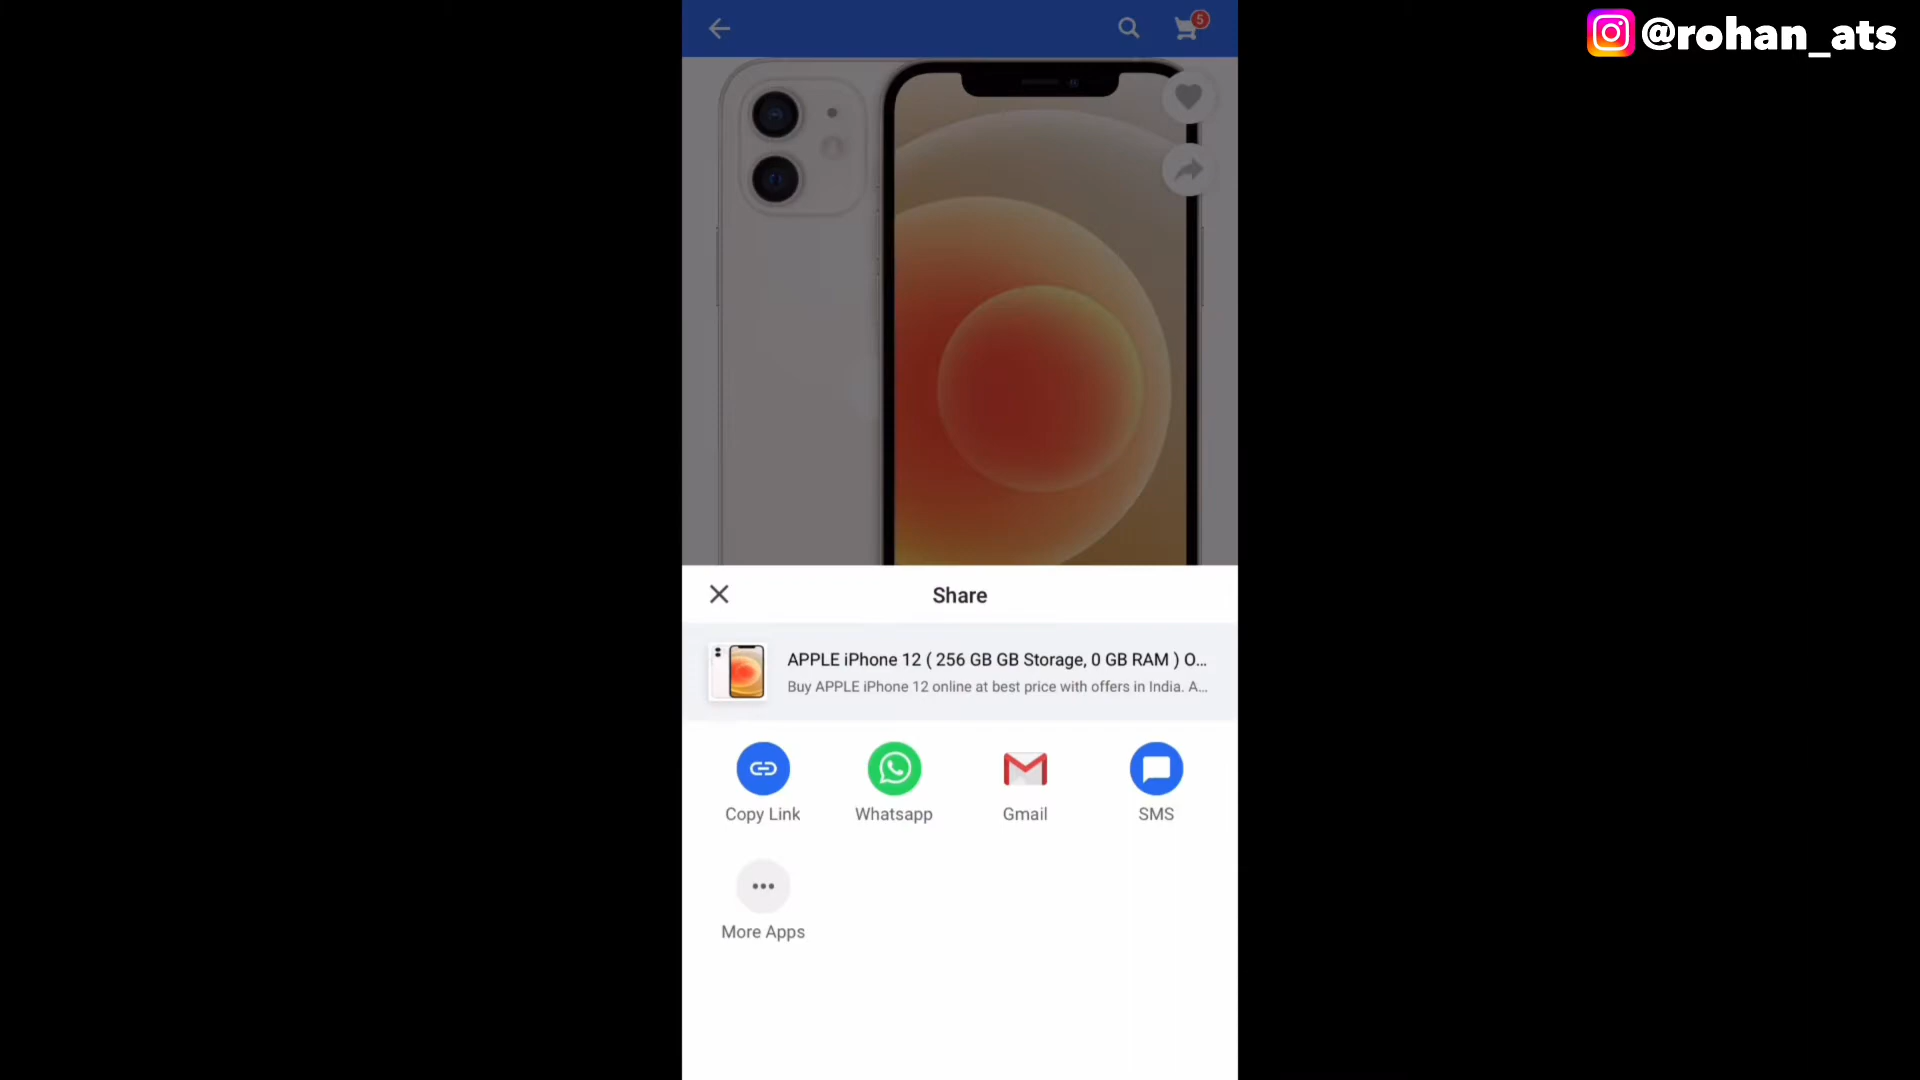 5
@rohan_ats
Share
APPLE iPhone 12 ( 256 GB GB Storage, 0 GB RAM ) O...
Buy APPLE iPhone 12 online at best price with offers in India. A...
Copy Link
Whatsapp
Gmail
SMS
More Apps